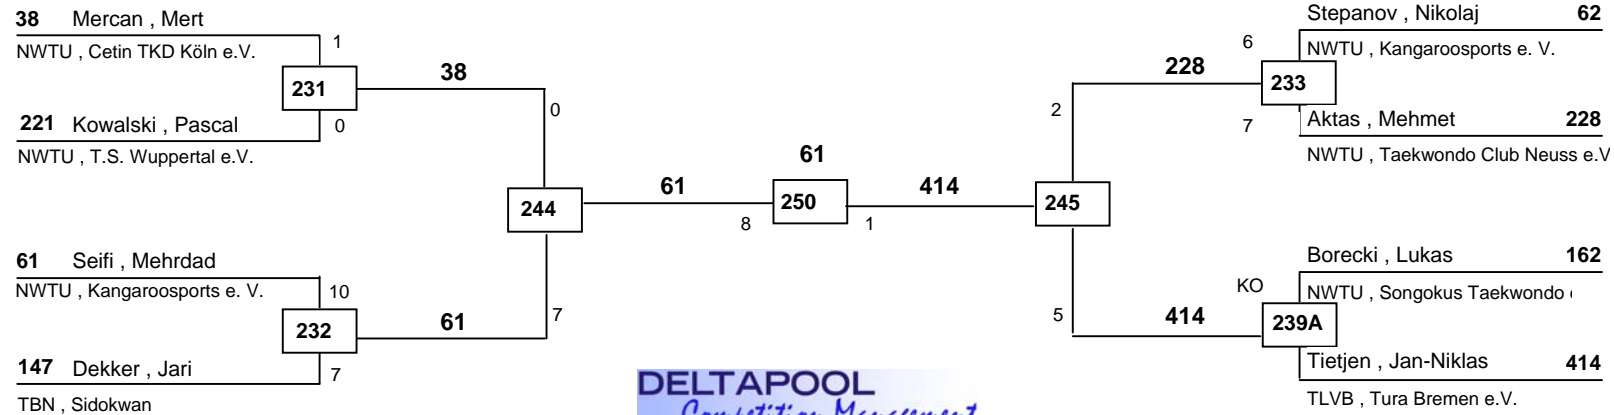 38 Mercan , Mert
NWTU , Cetin TKD Köln e.V.
1
231
38
221 Kowalski , Pascal
0
NWTU , T.S. Wuppertal e.V.
0
244
61
61 Seifi , Mehrdad
NWTU , Kangaroosports e. V.
10
232
61
7
147 Dekker , Jari
7
TBN , Sidokwan
61
250
8
1
414
245
2
228
5
414
Stepanov , Nikolaj 62
6
NWTU , Kangaroosports e. V.
233
Aktas , Mehmet 228
7
NWTU , Taekwondo Club Neuss e.V
Borecki , Lukas 162
KO
NWTU , Songokus Taekwondo
239A
Tietjen , Jan-Niklas 414
TLVB , Tura Bremen e.V.
DELTAPOOL
Competition Management